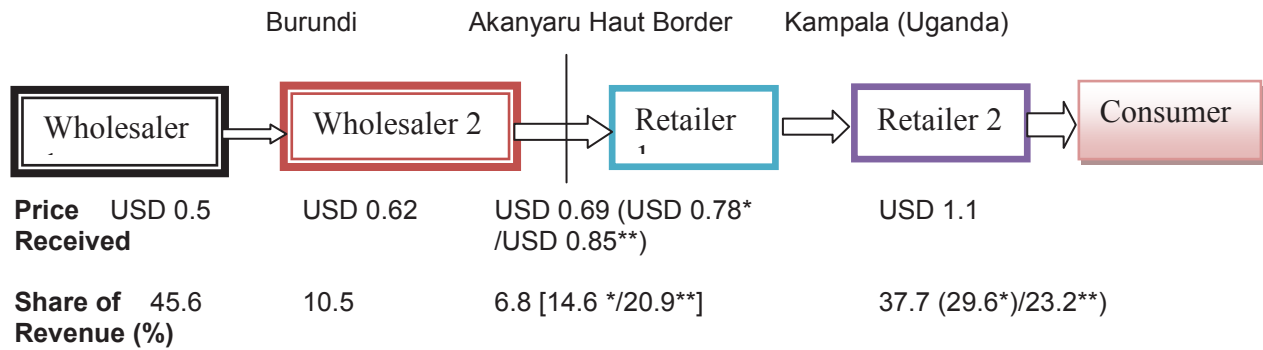 Burundi Akanyaru Haut Border Kampala (Uganda)
Wholesaler Wholesaler 2 Retailer Retailer 2 Consumer
Price USD 0.5 USD 0.62 USD 0.69 (USD 0.78* USD 1.1
Received /USD 0.85**)
Share of 45.6 10.5 6.8 [14.6 */20.9**] 37.7 (29.6*)/23.2**)
Revenue (%)